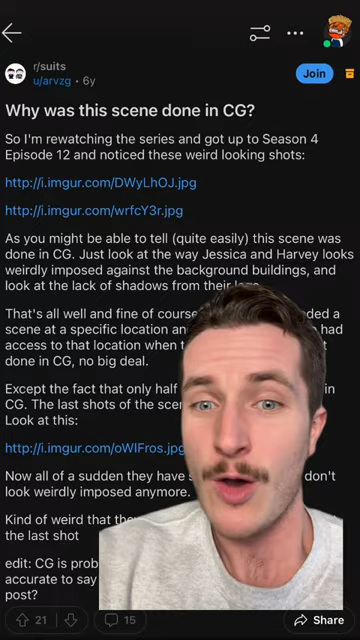 r/suits
u/arvzg • 6y
Join
Why was this scene done in CG?
So I'm rewatching the series and got up to Season 4
Episode 12 and noticed these weird looking shots:
http://i.imgur.com/DWyLhOJ.jpg
http://i.imgur.com/wrfcY3r.jpg
As you might be able to tell (quite easily) this scene was
done in CG. Just look at the way Jessica and Harvey looks
weirdly imposed against the background buildings, and
look at the lack of shadows from their legs
That's all well and fine of course
ded a
scene at a specific location an
had
access to that location when t
t
done in CG, no big deal.
Except the fact that only half
in
CG. The last shots of the scen
Look at this:
http://i.imgur.com/oWIFros.jpg
Now all of a sudden they have s
don't
look weirdly imposed anymore.
Kind of weird that the
the last shot
edit: CG is prob
accurate to say
post?
21
15
Share